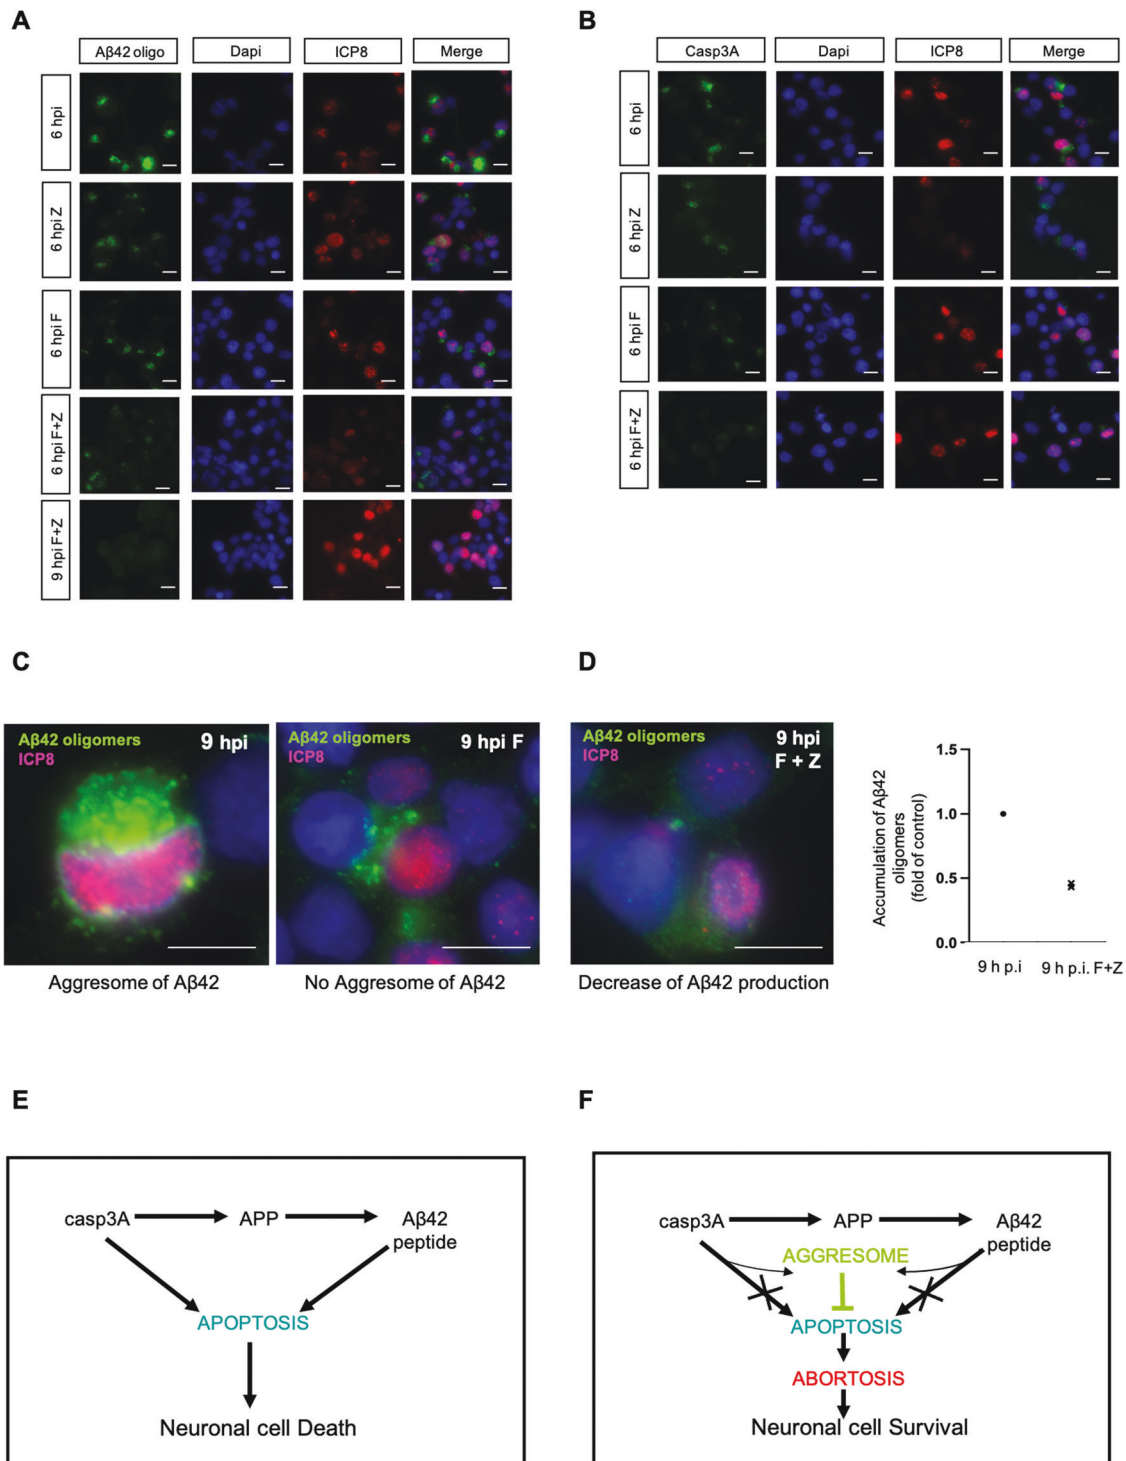 A
Aβ42 oligo
Dapi
ICP8
Merge
6 hpi
6 hpi Z
6 hpi F
6 hpi F+Z
9 hpi F+Z
B
Casp3A
Dapi
ICP8
Merge
6 hpi
6 hpi Z
6 hpi F
6 hpi F+Z
C
Aβ42 oligomers
ICP8
9 hpi
Aggresome of Aβ42
Aβ42 oligomers
ICP8
9 hpi F
No Aggresome of Aβ42
D
Aβ42 oligomers
ICP8
9 hpi
F + Z
Decrease of Aβ42 production
Accumulation of Aβ42
oligomers
(fold of control)
1.5
1.0
0.5
0.0
9 h p.i
9 h p.i. F+Z
E
casp3A
APP
Aβ42
peptide
APOPTOSIS
Neuronal cell Death
F
casp3A
APP
Aβ42
peptide
AGGRESOME
APOPTOSIS
ABORTOSIS
Neuronal cell Survival